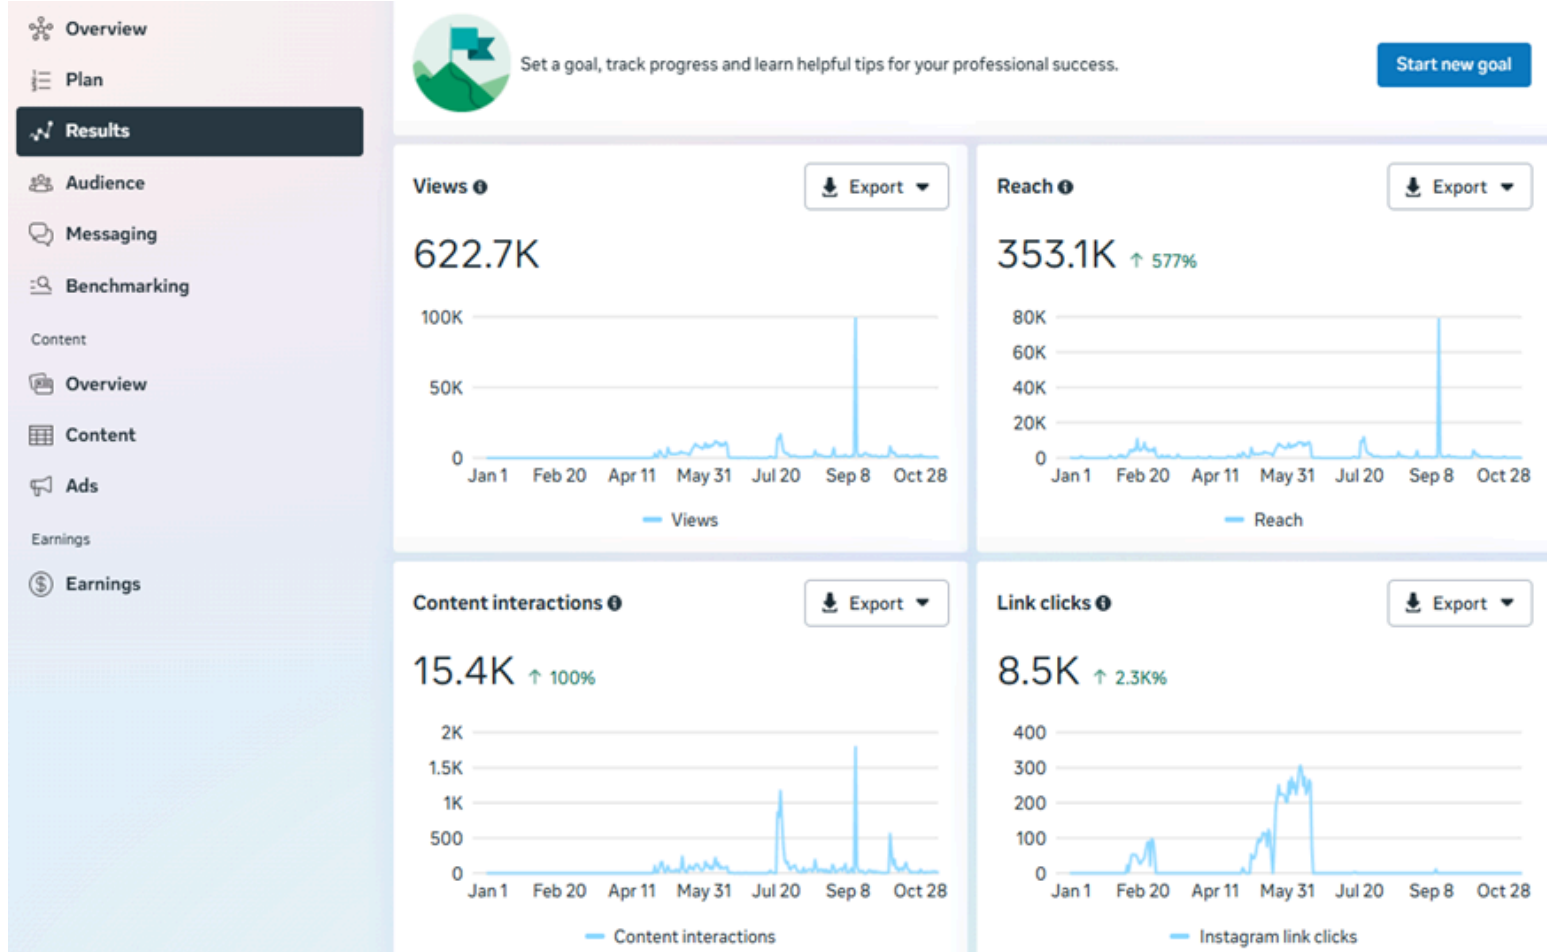 Overview
Plan
Results
Audience
Messaging
Benchmarking
Content
Overview
Content
Ads
Earnings
Earnings
Set a goal, track progress and learn helpful tips for your professional success.
Start new goal
Views
Export
622.7K
100K
50K
0
Jan 1 Feb 20 Apr 11 May 31 Jul 20 Sep 8 Oct 28
Views
Reach
Export
353.1K ↑ 577%
80K
60K
40K
20K
0
Jan 1 Feb 20 Apr 11 May 31 Jul 20 Sep 8 Oct 28
Reach
Content interactions
Export
15.4K ↑ 100%
2K
1.5K
1K
500
0
Jan 1 Feb 20 Apr 11 May 31 Jul 20 Sep 8 Oct 28
Content interactions
Link clicks
Export
8.5K ↑ 2.3K%
400
300
200
100
0
Jan 1 Feb 20 Apr 11 May 31 Jul 20 Sep 8 Oct 28
Instagram link clicks